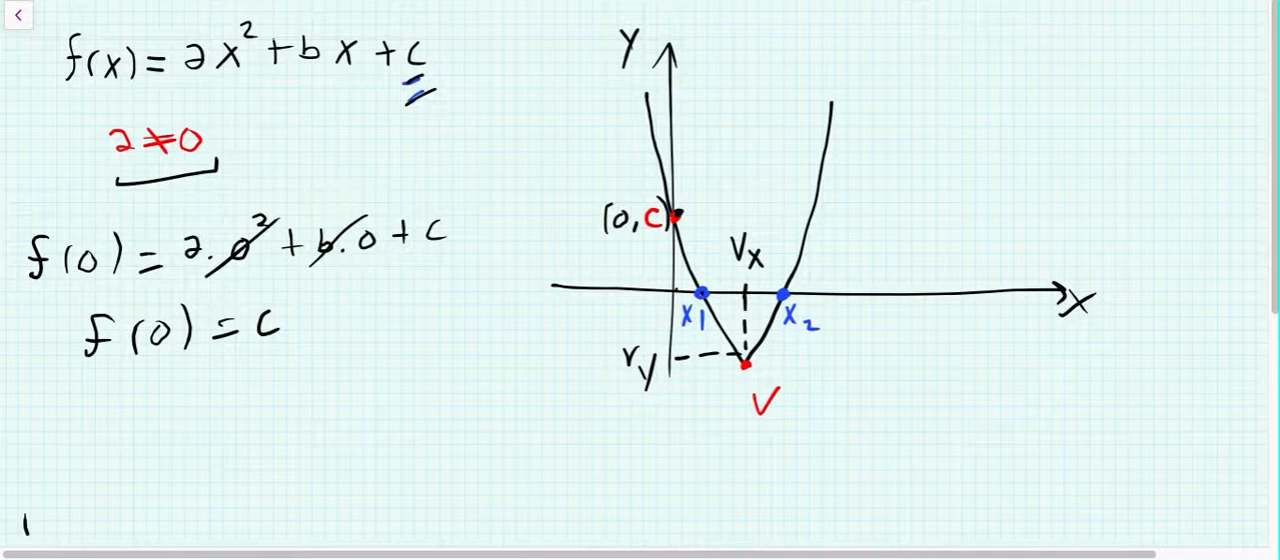 f(x) = ax² + bx + c
a ≠ 0
f(0) = a·0² + b·0 + c
f(0) = c
y
(0, c)
Vx
x
x1
x2
Vy
V